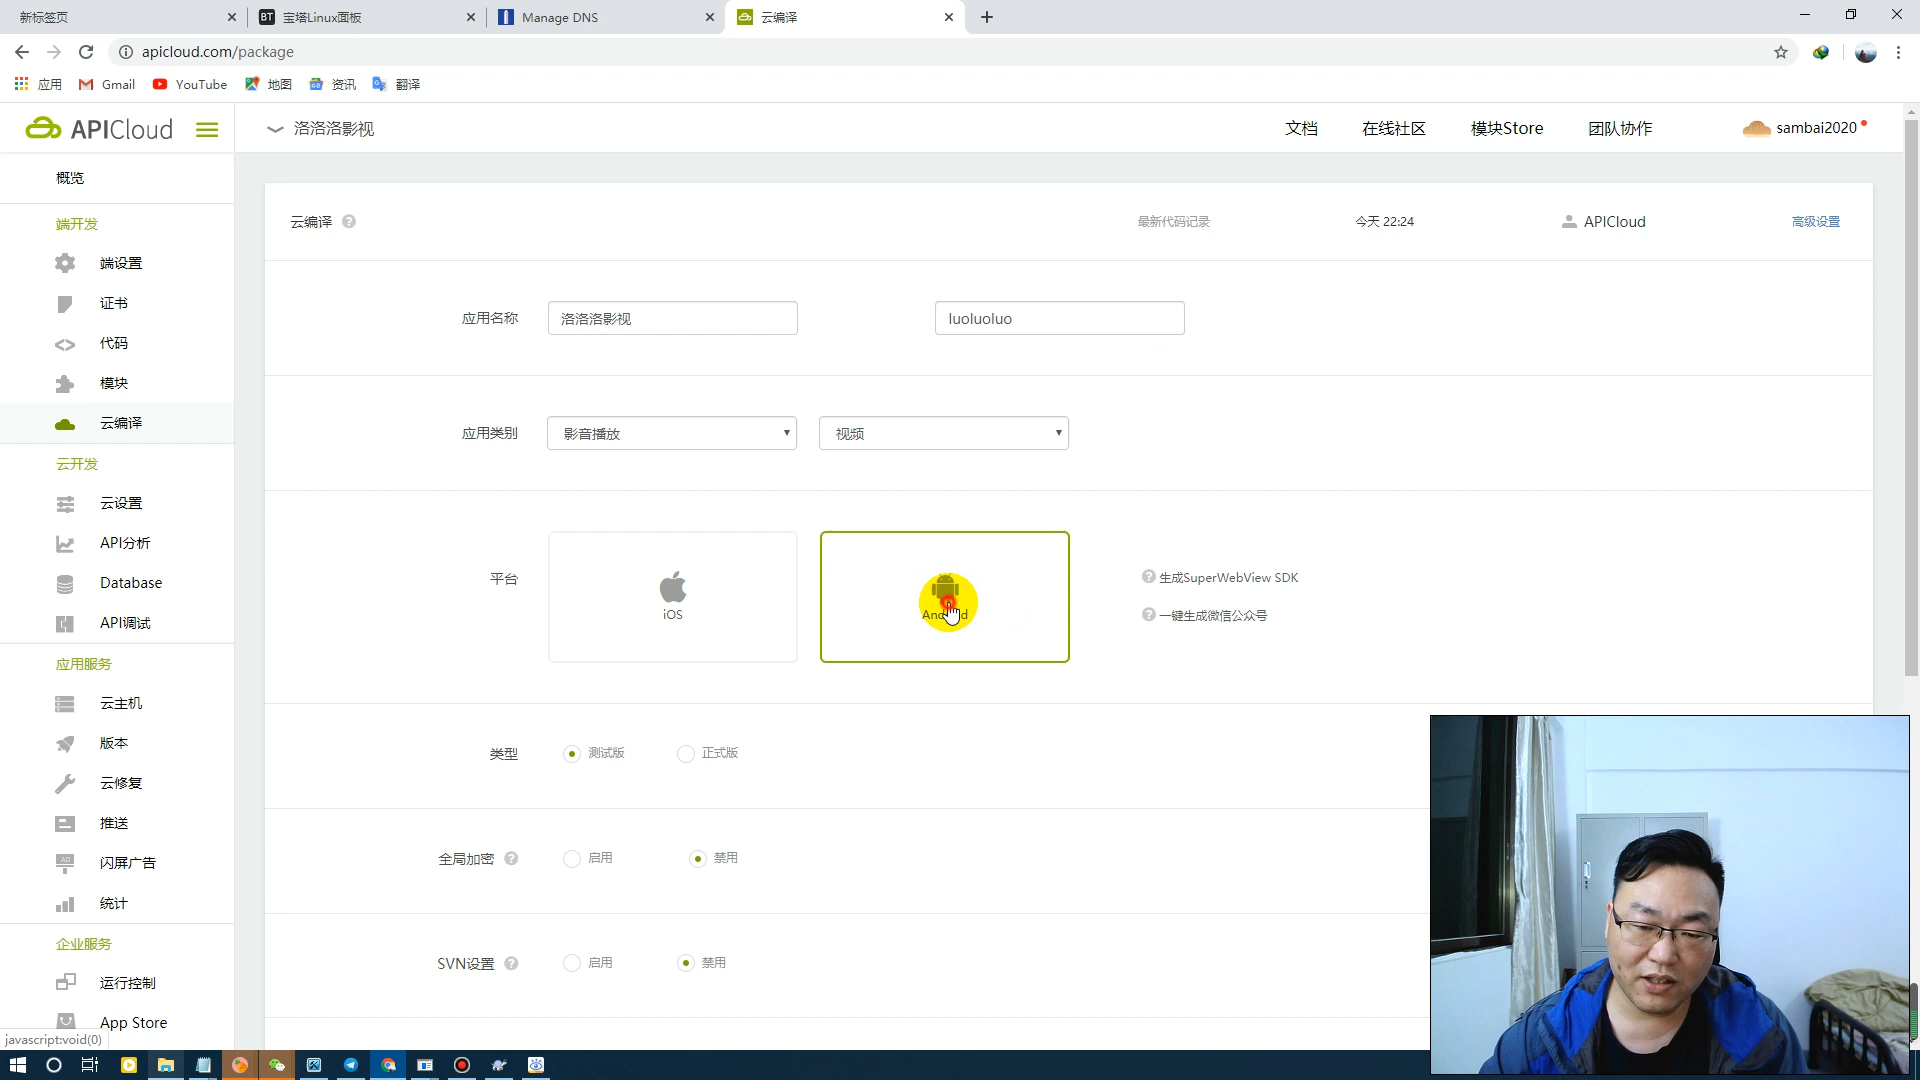 新标签页
BT 宝塔Linux面板
Manage DNS
云编译
apicloud.com/package
应用
Gmail
YouTube
地图
资讯
翻译
APICloud
洛洛洛影视
文档
在线社区
模块Store
团队协作
sambai2020
概览
端开发
端设置
证书
代码
模块
云编译
云开发
云设置
API分析
Database
API调试
应用服务
云主机
版本
云修复
推送
闪屏广告
统计
企业服务
运行控制
App Store
javascript:void(0)
云编译
最新代码记录
今天 22:24
APICloud
高级设置
应用名称
洛洛洛影视
luoluoluo
应用类别
影音播放
视频
平台
iOS
Android
生成SuperWebView SDK
一键生成微信公众号
类型
测试版
正式版
全局加密
启用
禁用
SVN设置
启用
禁用